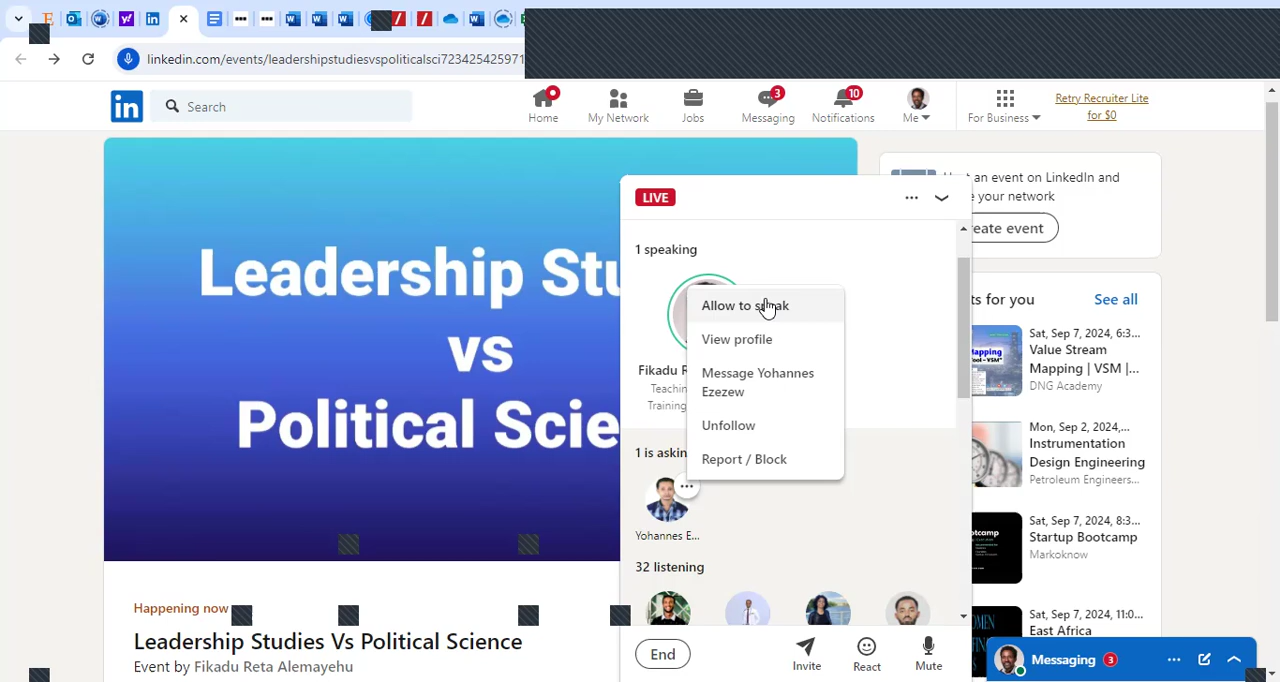 linkedin.com/events/leadershipstudiesvspoliticalsci723425425971
in
Search
Home
My Network
Jobs
3
Messaging
10
Notifications
Me
For Business
Retry Recruiter Lite
for $0
Leadership Stu
vs
Political Scie
LIVE
1 speaking
Allow to speak
View profile
Message Yohannes
Ezezew
Unfollow
Report / Block
Fikadu R
Teachin
Training
1 is askin
Yohannes E...
32 listening
End
Invite
React
Mute
an event on LinkedIn and
your network
eate event
ts for you
See all
Sat, Sep 7, 2024, 6:3...
Value Stream
Mapping | VSM |...
DNG Academy
Mon, Sep 2, 2024,...
Instrumentation
Design Engineering
Petroleum Engineers...
Sat, Sep 7, 2024, 8:3...
Startup Bootcamp
Markoknow
Sat, Sep 14, 2024, 11:0...
East Africa
Happening now
Leadership Studies Vs Political Science
Event by Fikadu Reta Alemayehu
Messaging 3